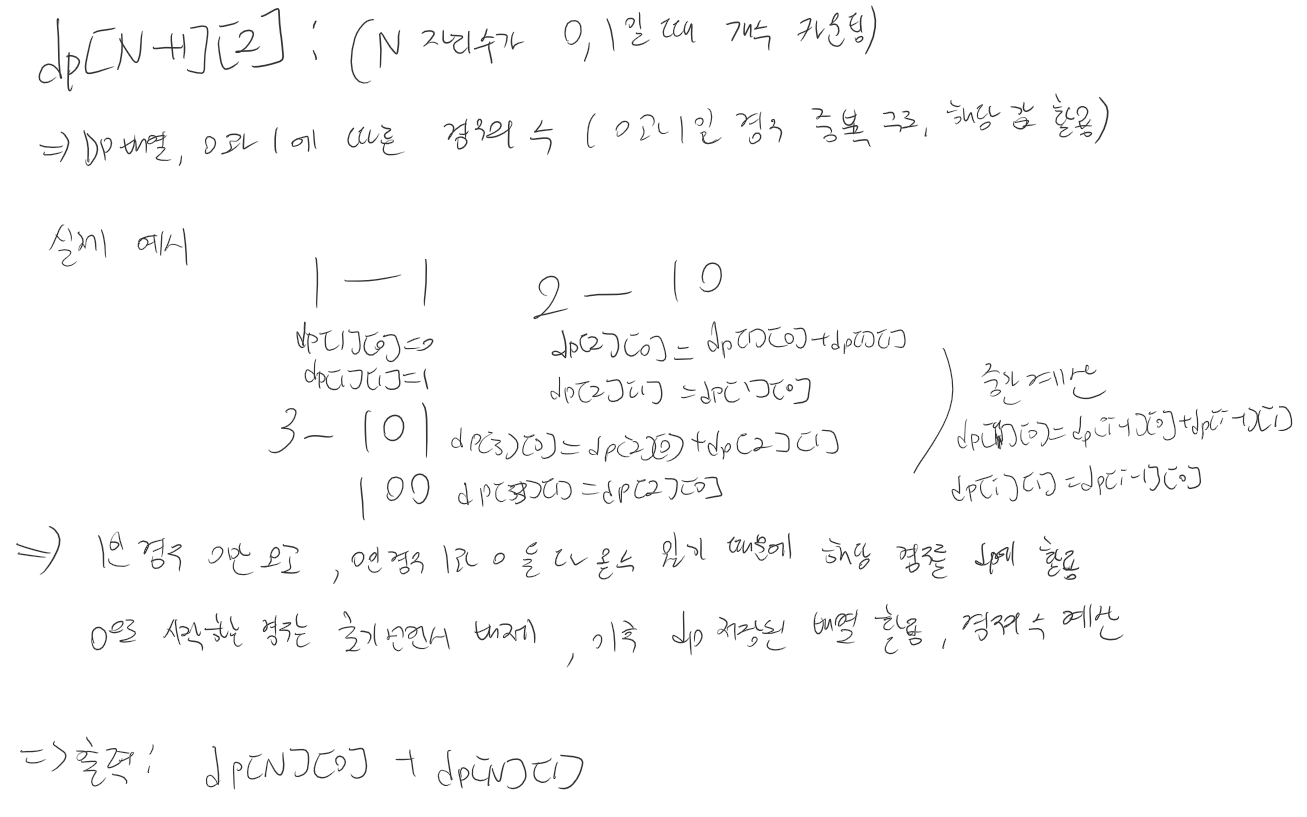 dp[N+1][2] : (N 자리수가 0,1일 때 개수 카운팅)
=> DP 배열, 0과 1에 따른 경우의 수 (0과 1일 경우 중복 구조, 해당 값 활용)
실제 예시
1 — 1 2 — 10
dp[1][0]=0 dp[2][0] = dp[1][0]+dp[1][1]
dp[1][1]=1 dp[2][1] = dp[1][0]
3 — 101 dp[3][0] = dp[2][0] + dp[2][1]
100 dp[3][1] = dp[2][0]
중간 계산
dp[i][0]=dp[i-1][0]+dp[i-1][1]
dp[i][1]=dp[i-1][0]
=> 1인 경우 0만 오고, 0인 경우 1과 0 둘 다 올 수 있기 때문에 해당 경우를 dp에 활용
0으로 시작하는 경우는 초기 선언서 배제, 이후 dp 저장된 배열 활용, 경우의 수 계산
=> 출력: dp[N][0] + dp[N][1]